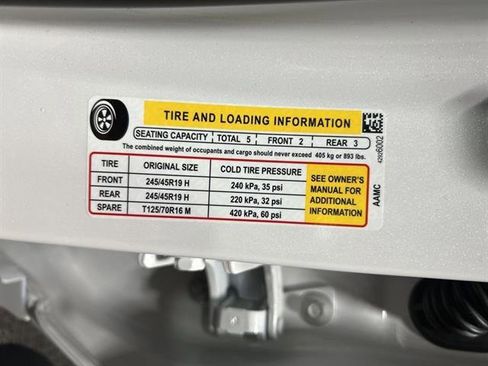 TIRE AND LOADING INFORMATION
SEATING CAPACITY TOTAL 5 FRONT 2 REAR 3
The combined weight of occupants and cargo should never exceed 405 kg or 893 lbs.
TIRE ORIGINAL SIZE COLD TIRE PRESSURE
FRONT 245/45R19 H 240 kPa, 35 psi
REAR 245/45R19 H 220 kPa, 32 psi
SPARE T125/70R16 M 420 kPa, 60 psi
SEE OWNER'S
MANUAL FOR
ADDITIONAL
INFORMATION
AAMC